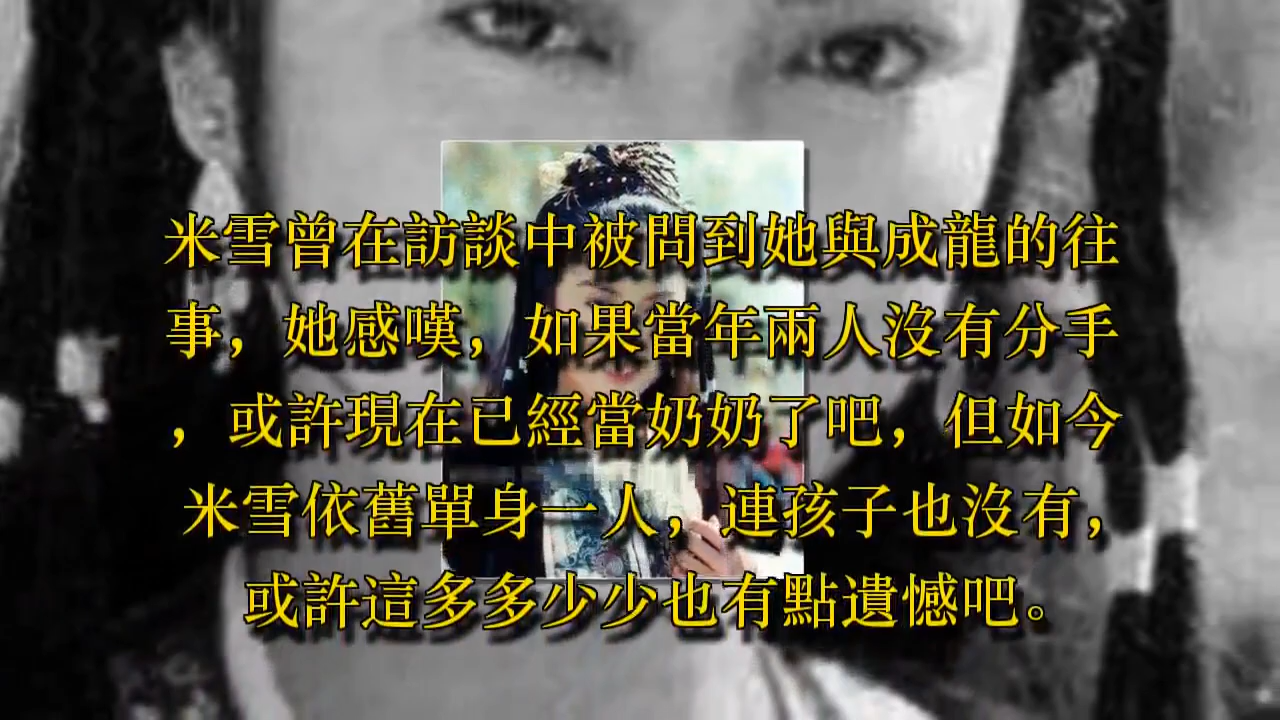 米雪曾在訪談中被問到她與成龍的往
事，她感嘆，如果當年兩人沒有分手
，或許現在已經當奶奶了吧，但如今
米雪依舊單身一人，連孩子也沒有，
或許這多多少少也有點遺憾吧。